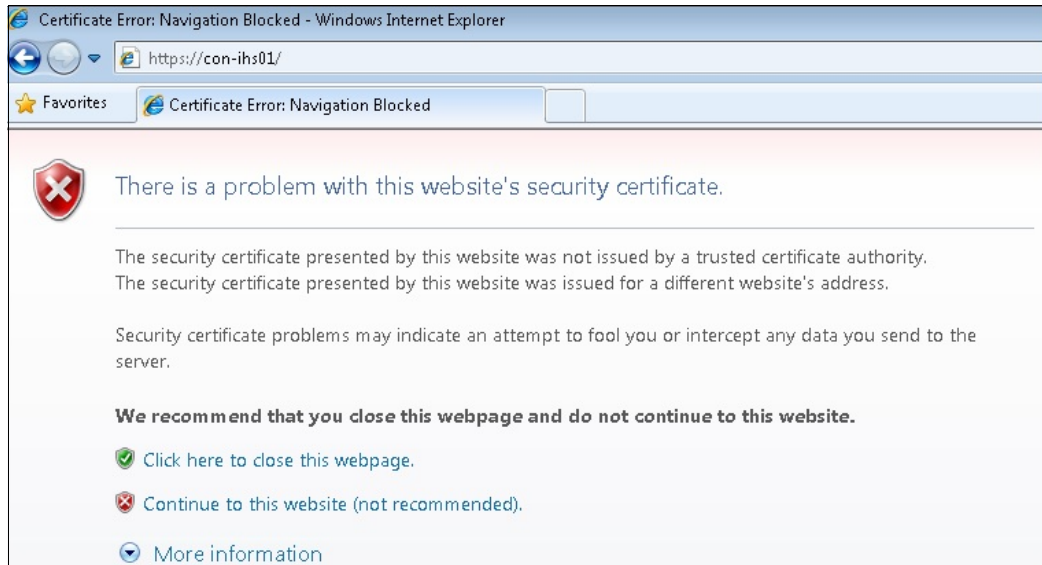 Certificate Error: Navigation Blocked - Windows Internet Explorer
https://con-ihs01/
Favorites
Certificate Error: Navigation Blocked
There is a problem with this website's security certificate.
The security certificate presented by this website was not issued by a trusted certificate authority.
The security certificate presented by this website was issued for a different website's address.
Security certificate problems may indicate an attempt to fool you or intercept any data you send to the
server.
We recommend that you close this webpage and do not continue to this website.
Click here to close this webpage.
Continue to this website (not recommended).
More information